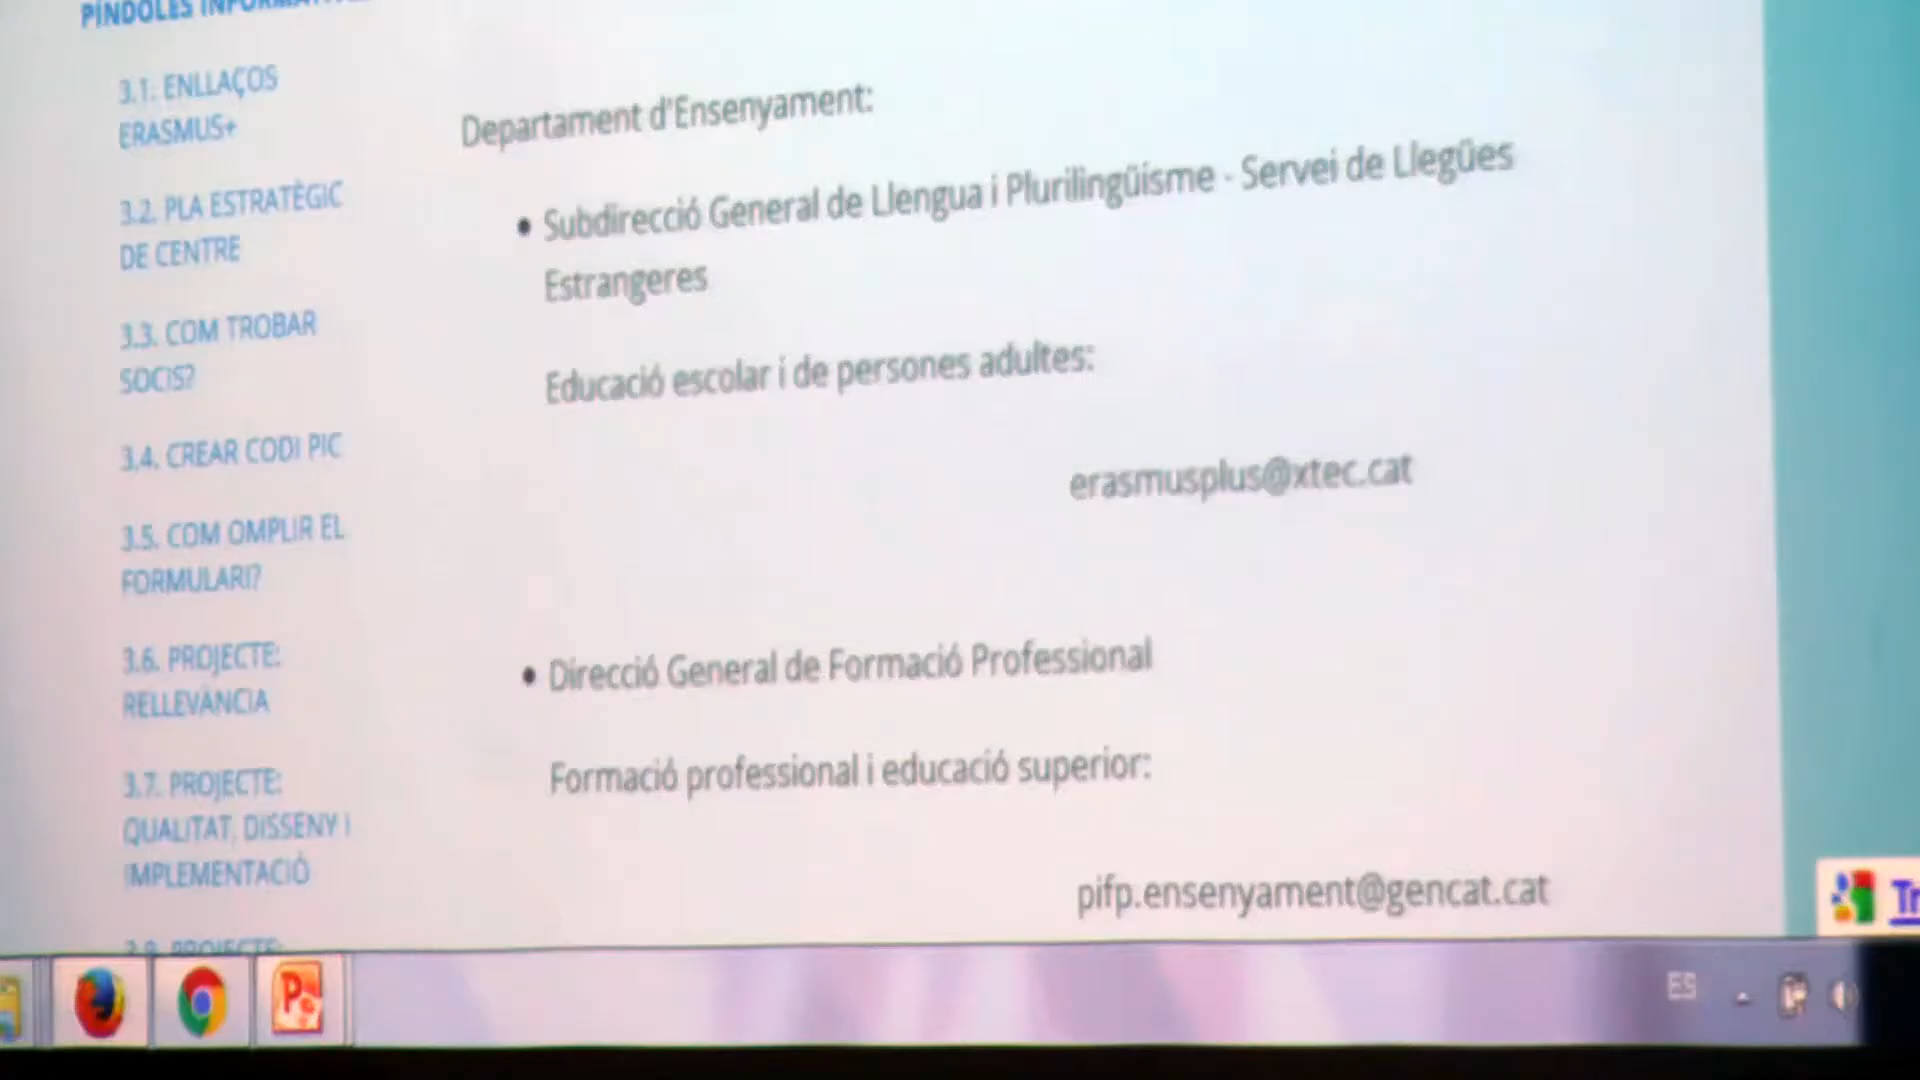 PÍNDOLES
3.1. ENLLAÇOS
ERASMUS+
3.2. PLA ESTRATÈGIC
DE CENTRE
3.3. COM TROBAR
SOCIS?
3.4. CREAR CODI PIC
3.5. COM OMPLIR EL
FORMULARI?
3.6. PROJECTE:
RELLEVÀNCIA
3.7. PROJECTE:
QUALITAT, DISSENY I
IMPLEMENTACIÓ
Departament d'Ensenyament:
• Subdirecció General de Llengua i Plurilingüisme - Servei de Llegües
Estrangeres
Educació escolar i de persones adultes:
erasmusplus@xtec.cat
• Direcció General de Formació Professional
Formació professional i educació superior:
pifp.ensenyament@gencat.cat
ES